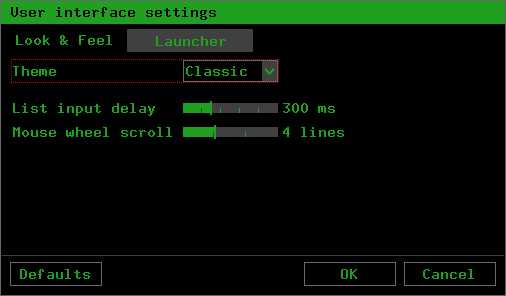 User interface settings
Look & Feel Launcher
Theme Classic
List input delay 300 ms
Mouse wheel scroll 4 lines
Defaults OK Cancel